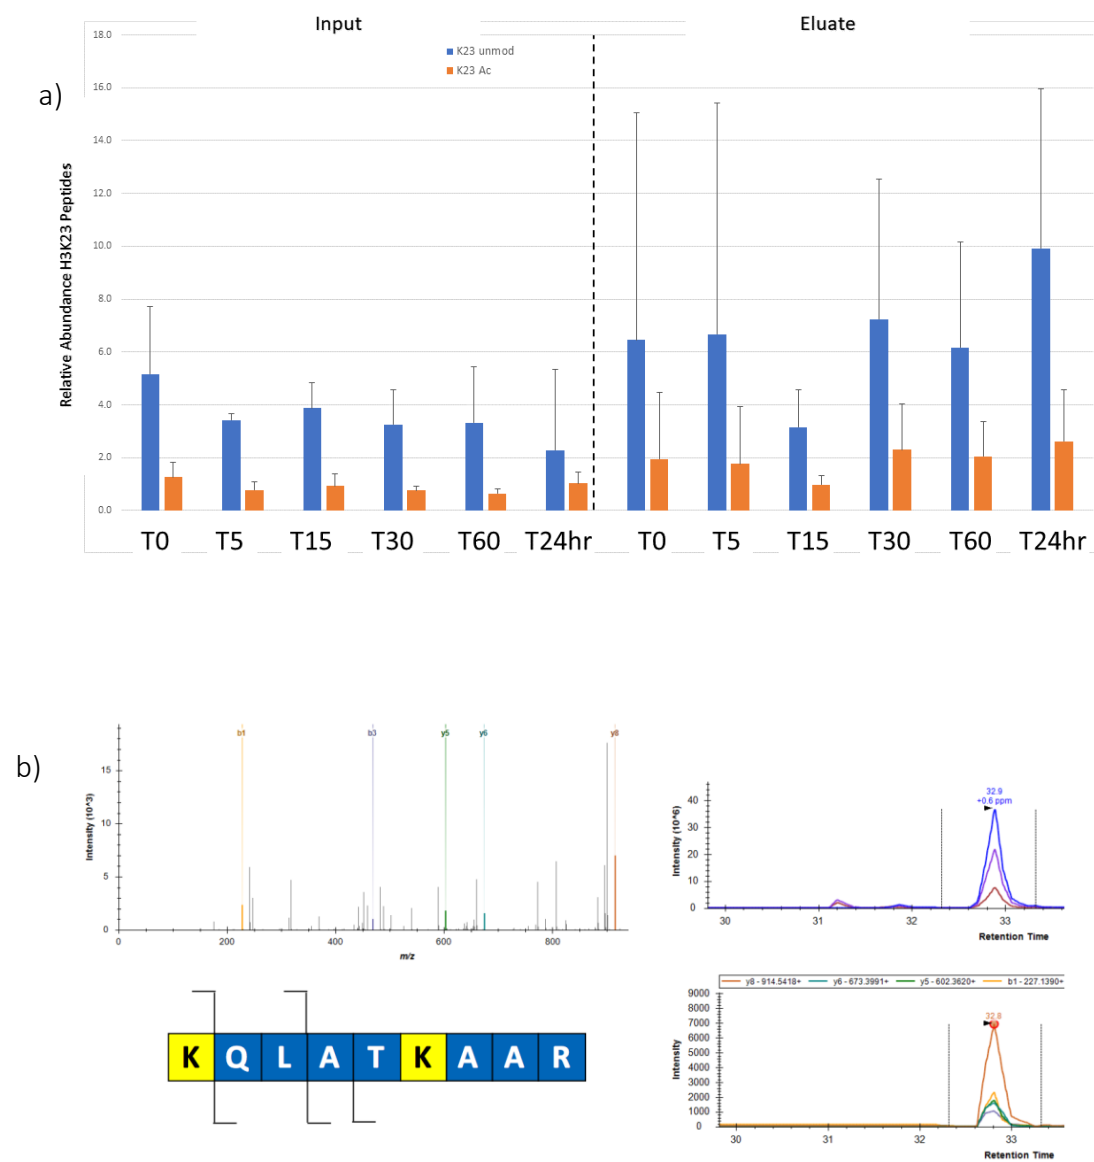 Input
Eluate
18.0
K23 unmod
K23 Ac
a)
16.0
14.0
12.0
10.0
8.0
6.0
4.0
2.0
0.0
Relative Abundance H3K23 Peptides
T0 T5 T15 T30 T60 T24hr T0 T5 T15 T30 T60 T24hr
b)
b1 b3 y5 y6 y8
15
10
5
0
Intensity (10^3)
0 200 400 600 800
m/z
32.9
+0.6 ppm
40
30
20
10
0
Intensity (10^6)
30 31 32 33
Retention Time
K Q L A T K A A R
y8 - 914.5418+ y6 - 673.3991+ y5 - 602.3620+ b1 - 227.1390+
9000
8000
7000
6000
5000
4000
3000
2000
1000
0
32.8
Intensity
30 31 32 33
Retention Time